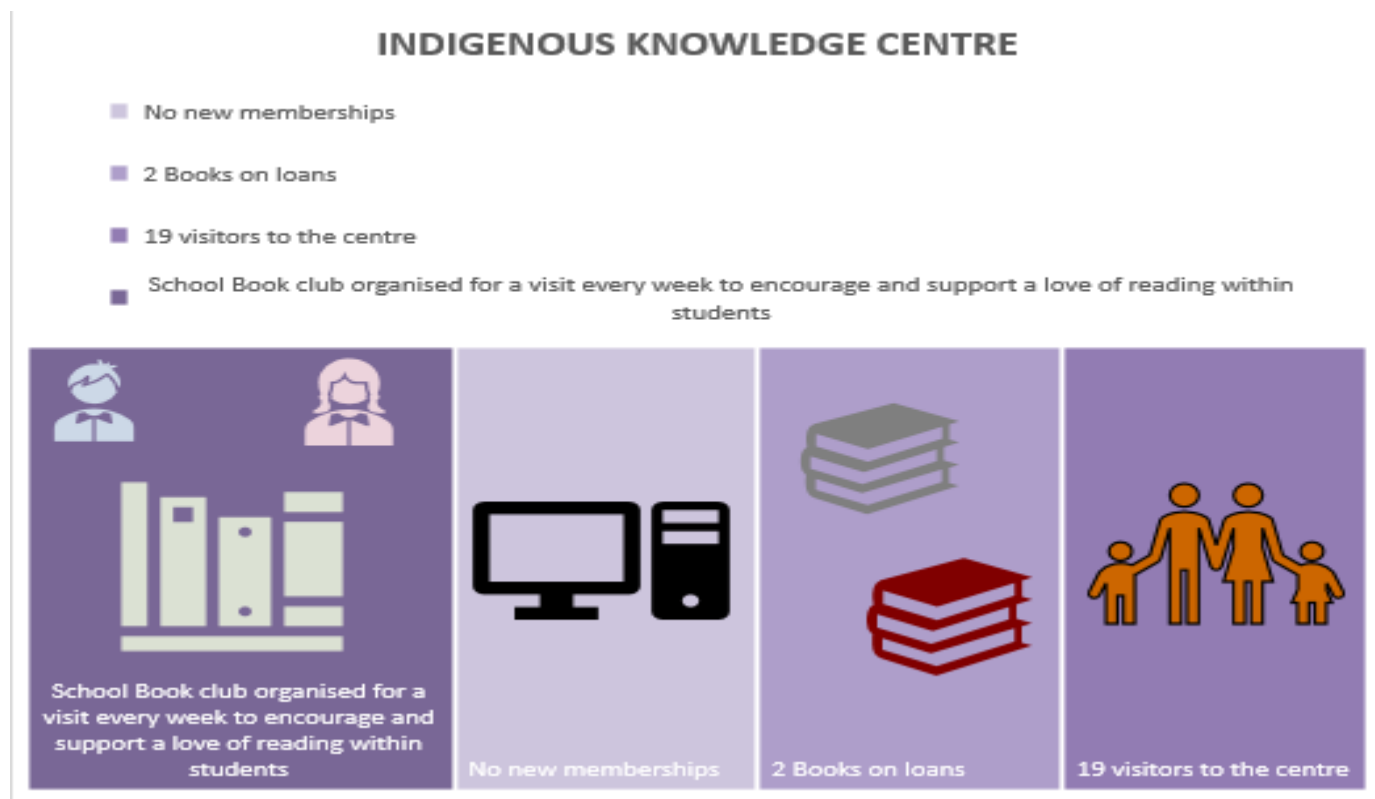 INDIGENOUS KNOWLEDGE CENTRE
No new memberships
2 Books on loans
19 visitors to the centre
School Book club organised for a visit every week to encourage and support a love of reading within
students
School Book club organised for a
visit every week to encourage and
support a love of reading within
students
No new memberships
2 Books on loans
19 visitors to the centre